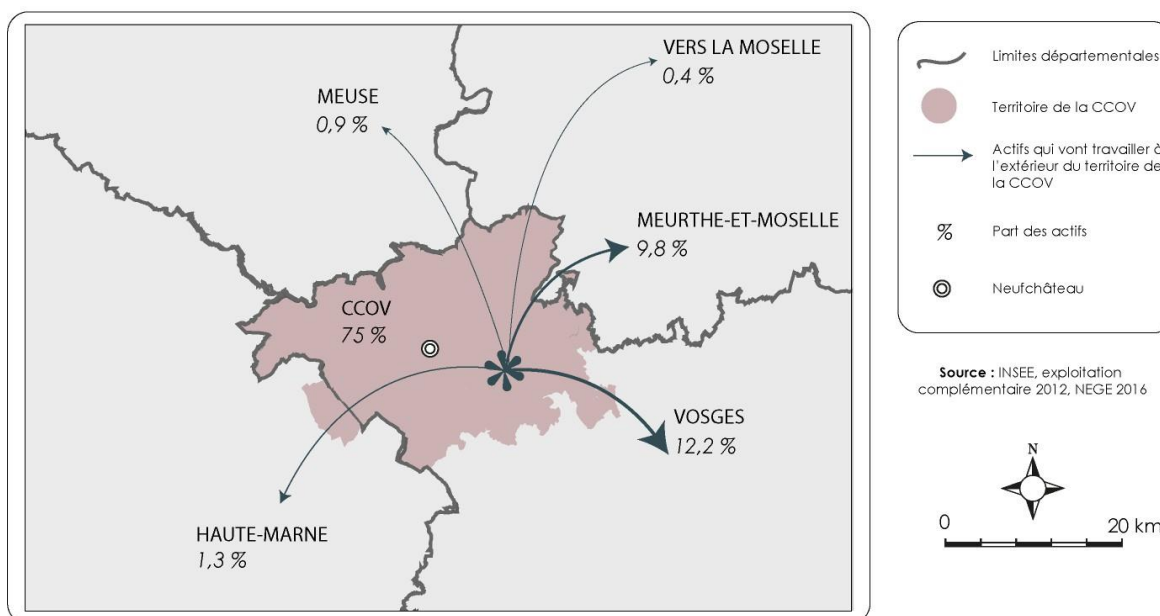 VERS LA MOSELLE
0,4 %
MEUSE
0,9 %
MEURTHE-ET-MOSELLE
9,8 %
CCOV
75 %
VOSGES
12,2 %
HAUTE-MARNE
1,3 %
Limites départementales
Territoire de la CCOV
Actifs qui vont travailler à
l'extérieur du territoire de
la CCOV
%
Part des actifs
Neufchâteau
Source : INSEE, exploitation
complémentaire 2012, NEGE 2016
N
0
20 km